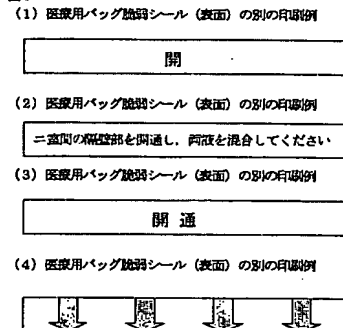 (1) 医療用バッグ脆弱シール（表面）の別の印刷例
開
(2) 医療用バッグ脆弱シール（表面）の別の印刷例
二室間の隔壁部を開通し，両液を混合してください
(3) 医療用バッグ脆弱シール（表面）の別の印刷例
開 通
(4) 医療用バッグ脆弱シール（表面）の別の印刷例